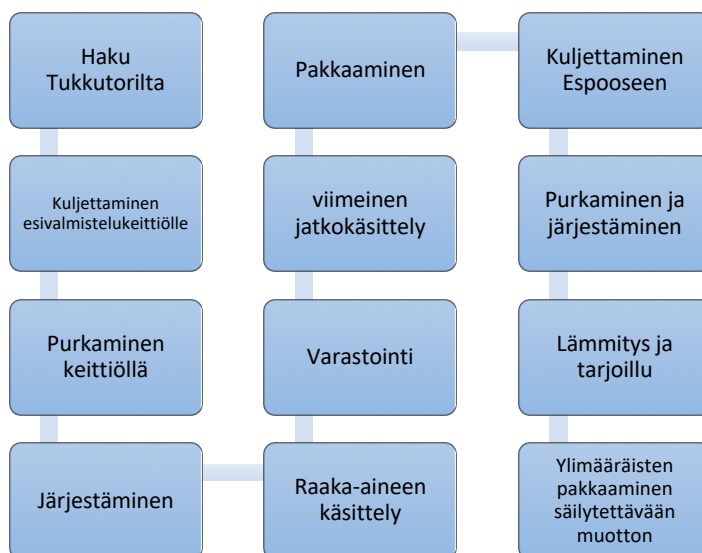 Haku
Tukkutorilta
Kuljettaminen
esivalmistelukeittiölle
Purkaminen
keittiöllä
Järjestäminen
Raaka-aineen
käsittely
Varastointi
viimeinen
jatkokäsittely
Pakkaaminen
Kuljettaminen
Espooseen
Purkaminen ja
järjestäminen
Lämmitys ja
tarjoillu
Ylimääräisten
pakkaaminen
säilytettävään
muotton